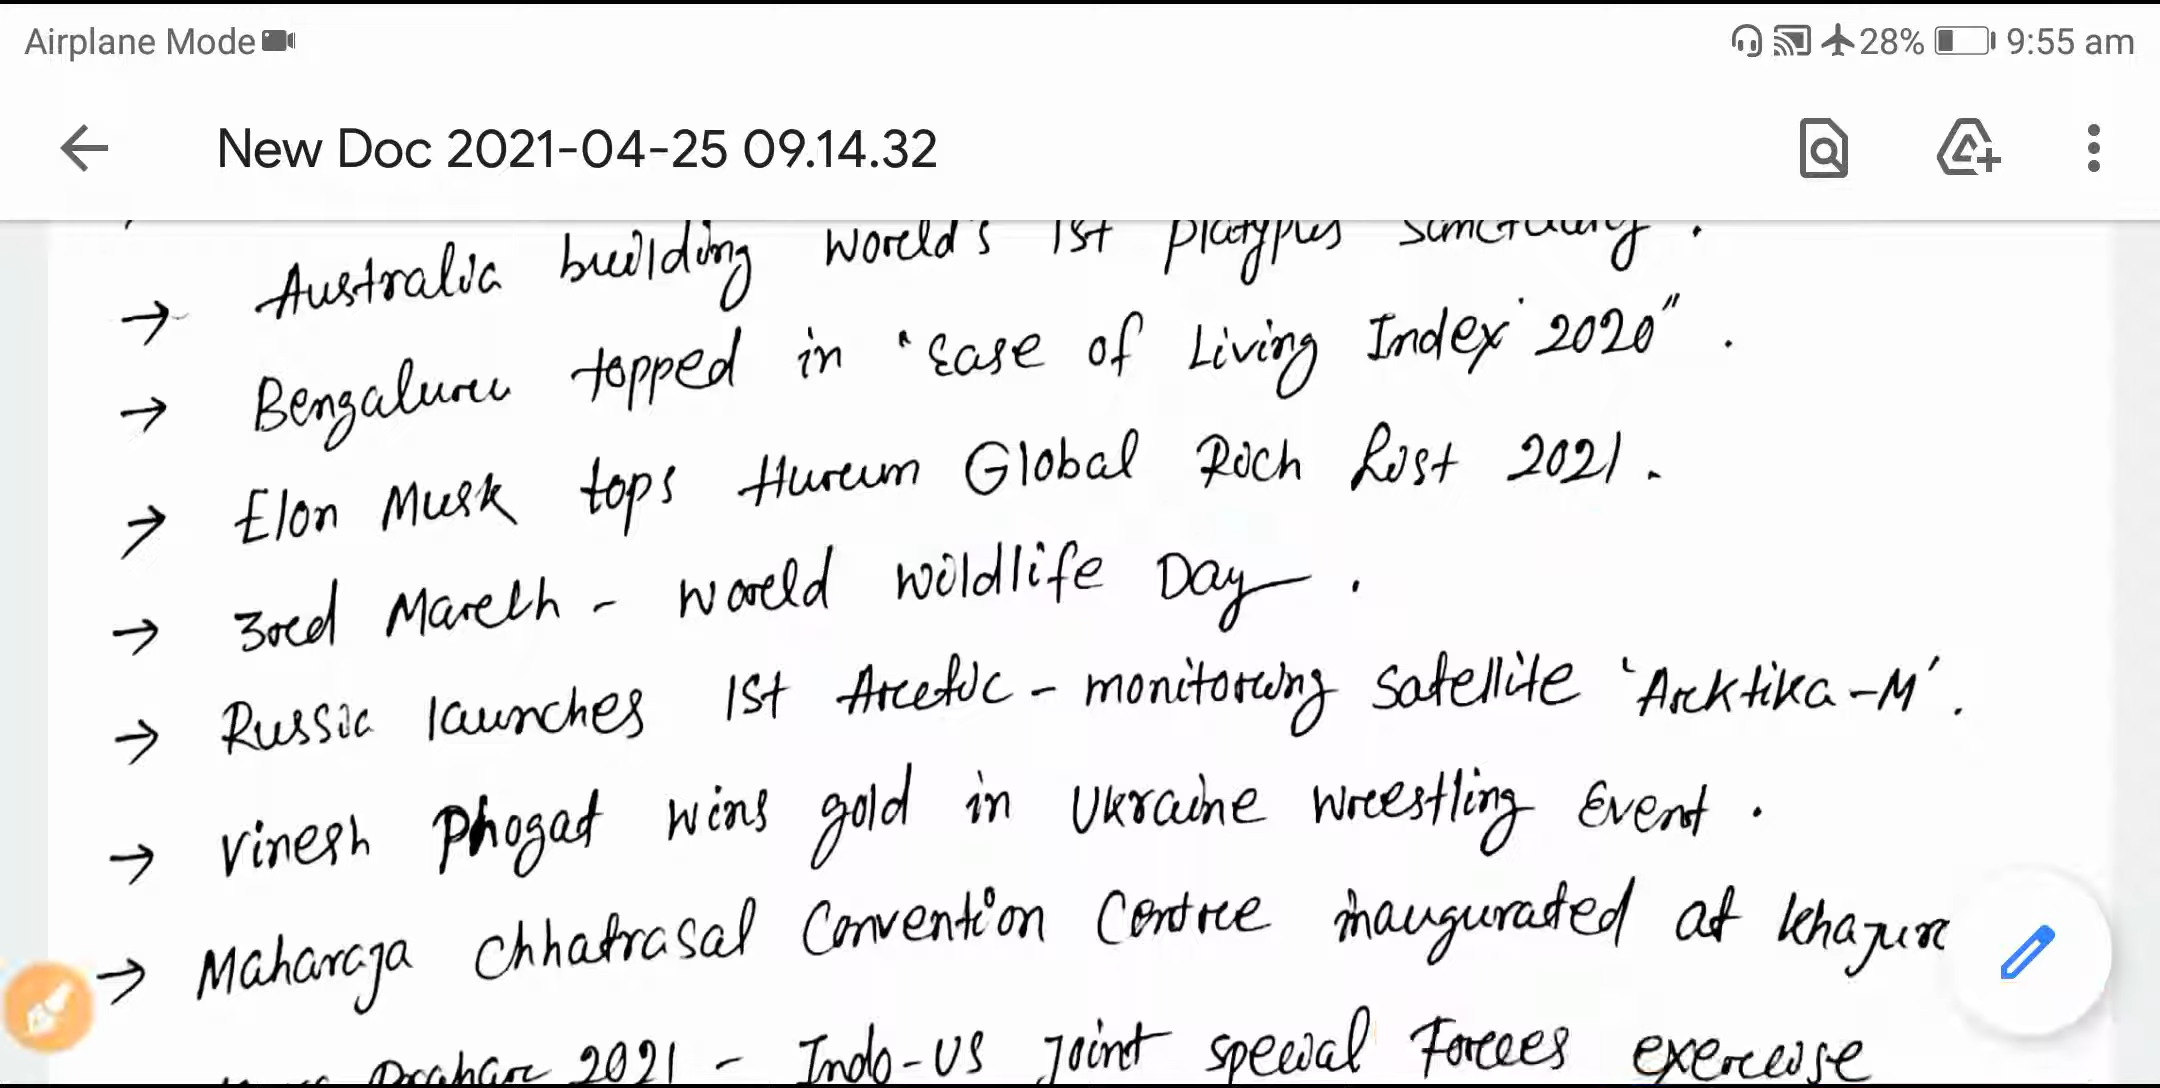 Airplane Mode 28% 9:55 am
New Doc 2021-04-25 09.14.32
→ Australia building World's 1st platypus sanctuary.
→ Bengaluru topped in "Ease of Living Index 2020".
→ Elon Musk tops Hurun Global Rich List 2021.
→ 3rd March - World Wildlife Day.
→ Russia launches 1st Arctic - monitoring satellite 'Arktika-M'.
→ Vinesh Phogat wins gold in Ukraine Wrestling Event.
→ Maharaja Chhatrasal Convention Centre inaugurated at Khajur
Prahar 2021 - Indo-US Joint special Forces exercise